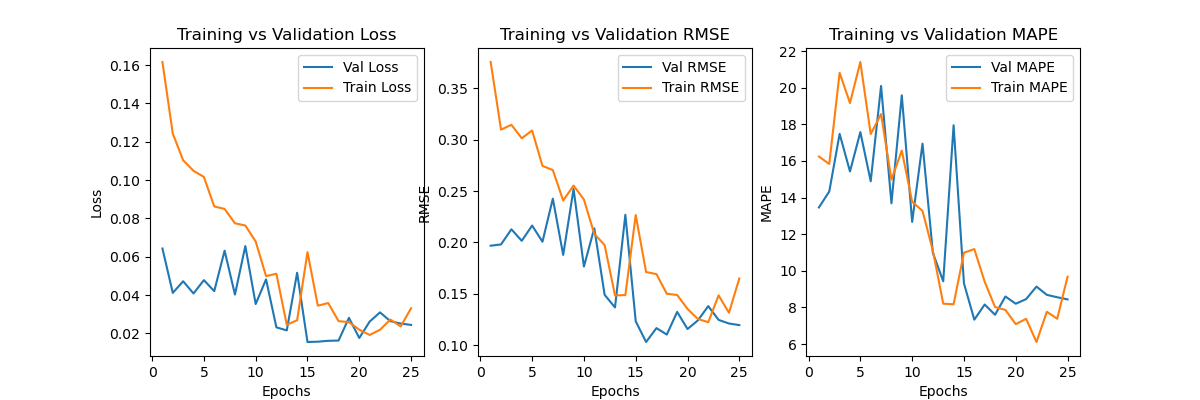 Training vs Validation Loss
Loss
0.16
0.14
0.12
0.10
0.08
0.06
0.04
0.02
0
5
10
15
20
25
Epochs
Val Loss
Train Loss
Training vs Validation RMSE
RMSE
0.35
0.30
0.25
0.20
0.15
0.10
0
5
10
15
20
25
Epochs
Val RMSE
Train RMSE
Training vs Validation MAPE
MAPE
22
20
18
16
14
12
10
8
6
0
5
10
15
20
25
Epochs
Val MAPE
Train MAPE